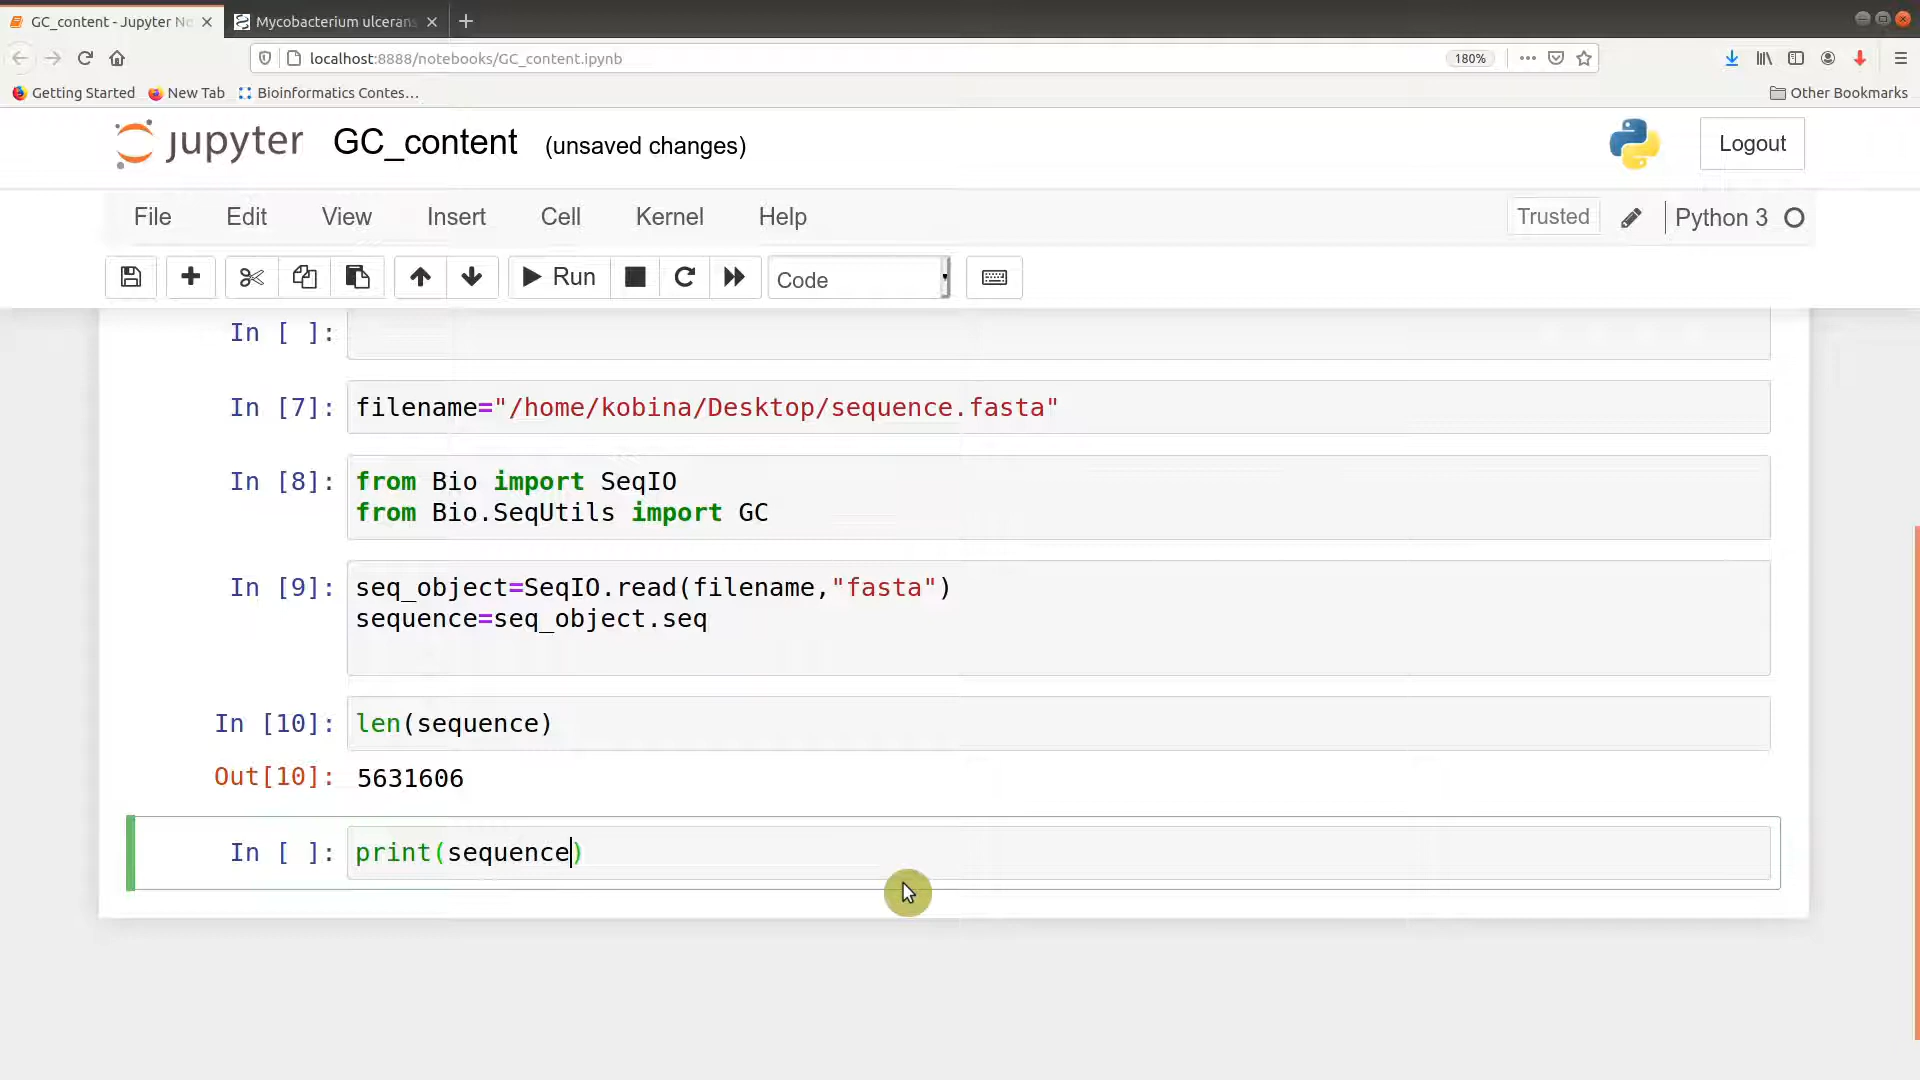 GC_content - Jupyter No
Mycobacterium ulcerans
localhost:8888/notebooks/GC_content.ipynb
180%
Getting Started
New Tab
Bioinformatics Contes…
Other Bookmarks
jupyter
GC_content
(unsaved changes)
Logout
File
Edit
View
Insert
Cell
Kernel
Help
Trusted
Python 3
Run
Code
In [ ]:
In [7]: filename="/home/kobina/Desktop/sequence.fasta"
In [8]: from Bio import SeqIO
from Bio.SeqUtils import GC
In [9]: seq_object=SeqIO.read(filename,"fasta")
sequence=seq_object.seq
In [10]: len(sequence)
Out[10]: 5631606
In [ ]: print(sequence)